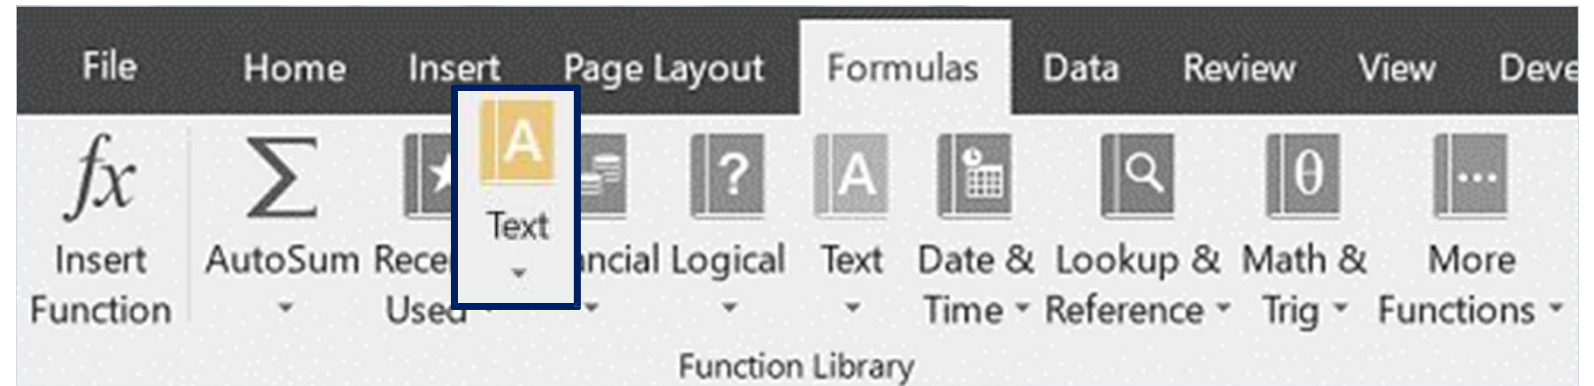 File Home Insert Page Layout Formulas Data Review View
A
fx A ? A θ ...
Text
Insert AutoSum Logical Text Date & Lookup & Math & More
Function Used Time Reference Trig Functions
Function Library